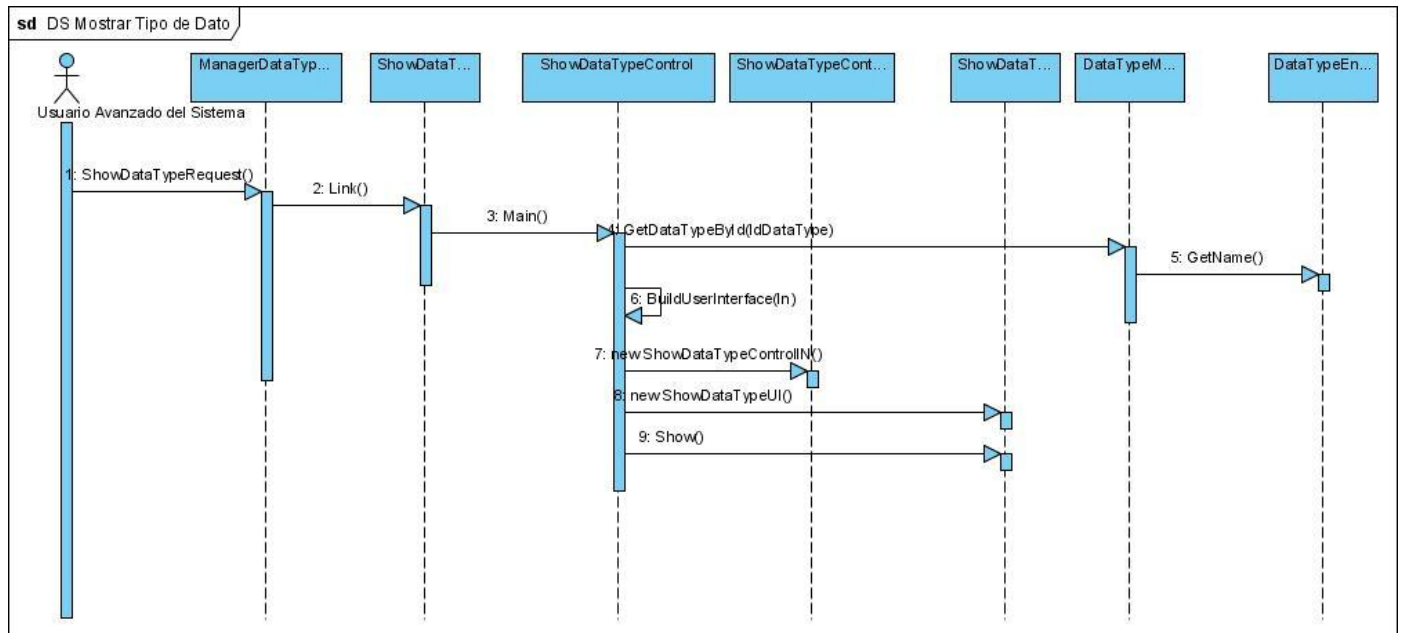 sd DS Mostrar Tipo de Dato
ManagerDataTyp...
ShowDataT...
ShowDataTypeControl
ShowDataTypeCont...
ShowDataT...
DataTypeM...
DataTypeEn...
Usuario Avanzado del Sistema
1: ShowDataTypeRequest()
2: Link()
3: Main()
4: GetDataTypeById(IdDataType)
5: GetName()
6: BuildUserInterface(In)
7: newShowDataTypeControlIN()
8: newShowDataTypeUI()
9: Show()